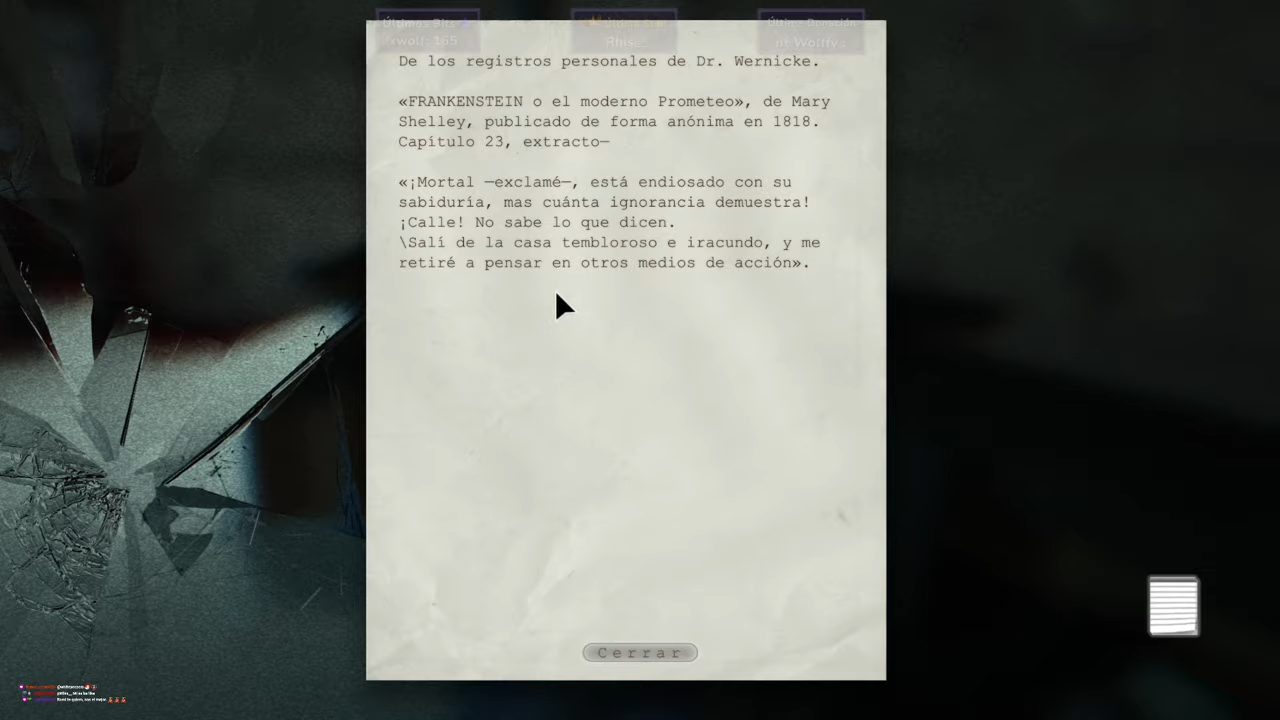 De los registros personales de Dr. Wernicke.
«FRANKENSTEIN o el moderno Prometeo», de Mary
Shelley, publicado de forma anónima en 1818.
Capítulo 23, extracto—
«¡Mortal —exclamé—, está endiosado con su
sabiduría, mas cuánta ignorancia demuestra!
¡Calle! No sabe lo que dicen.
\Salí de la casa tembloroso e iracundo, y me
retiré a pensar en otros medios de acción».
Cerrar